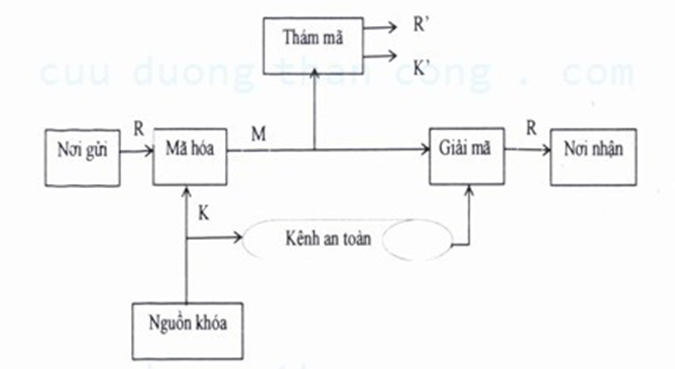 Thám mã
R'
K'
cuu duong than cong . com
R
M
R
Nơi gửi
Mã hóa
Giải mã
Nơi nhận
K
Kênh an toàn
Nguồn khóa